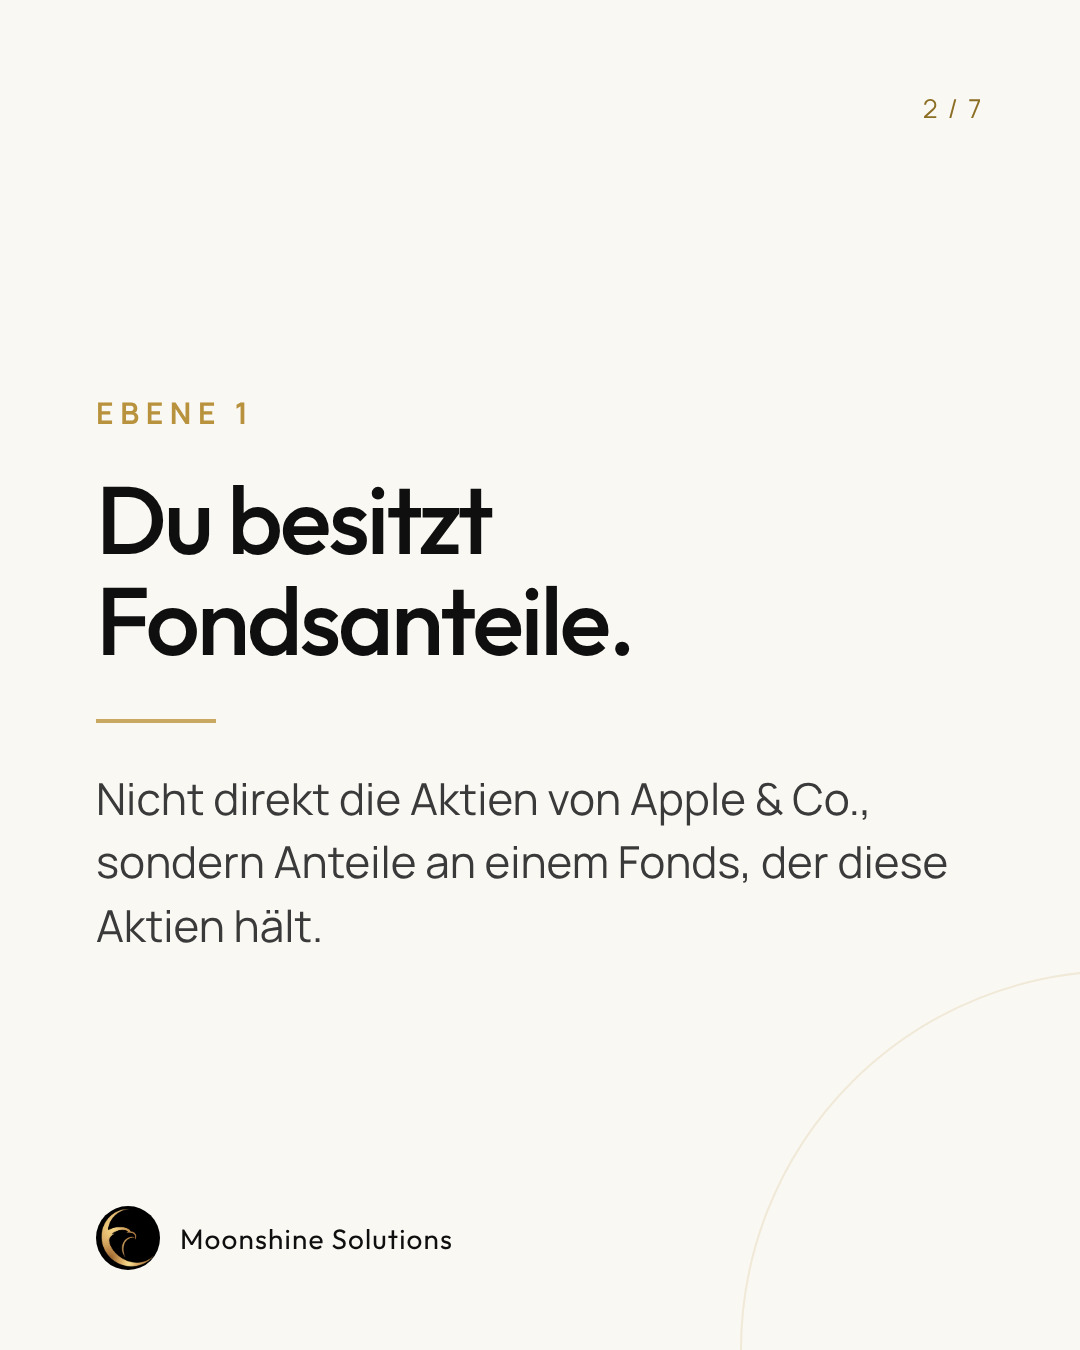 2 / 7
EBENE 1
Du besitzt
Fondsanteile.
Nicht direkt die Aktien von Apple & Co.,
sondern Anteile an einem Fonds, der diese
Aktien hält.
Moonshine Solutions